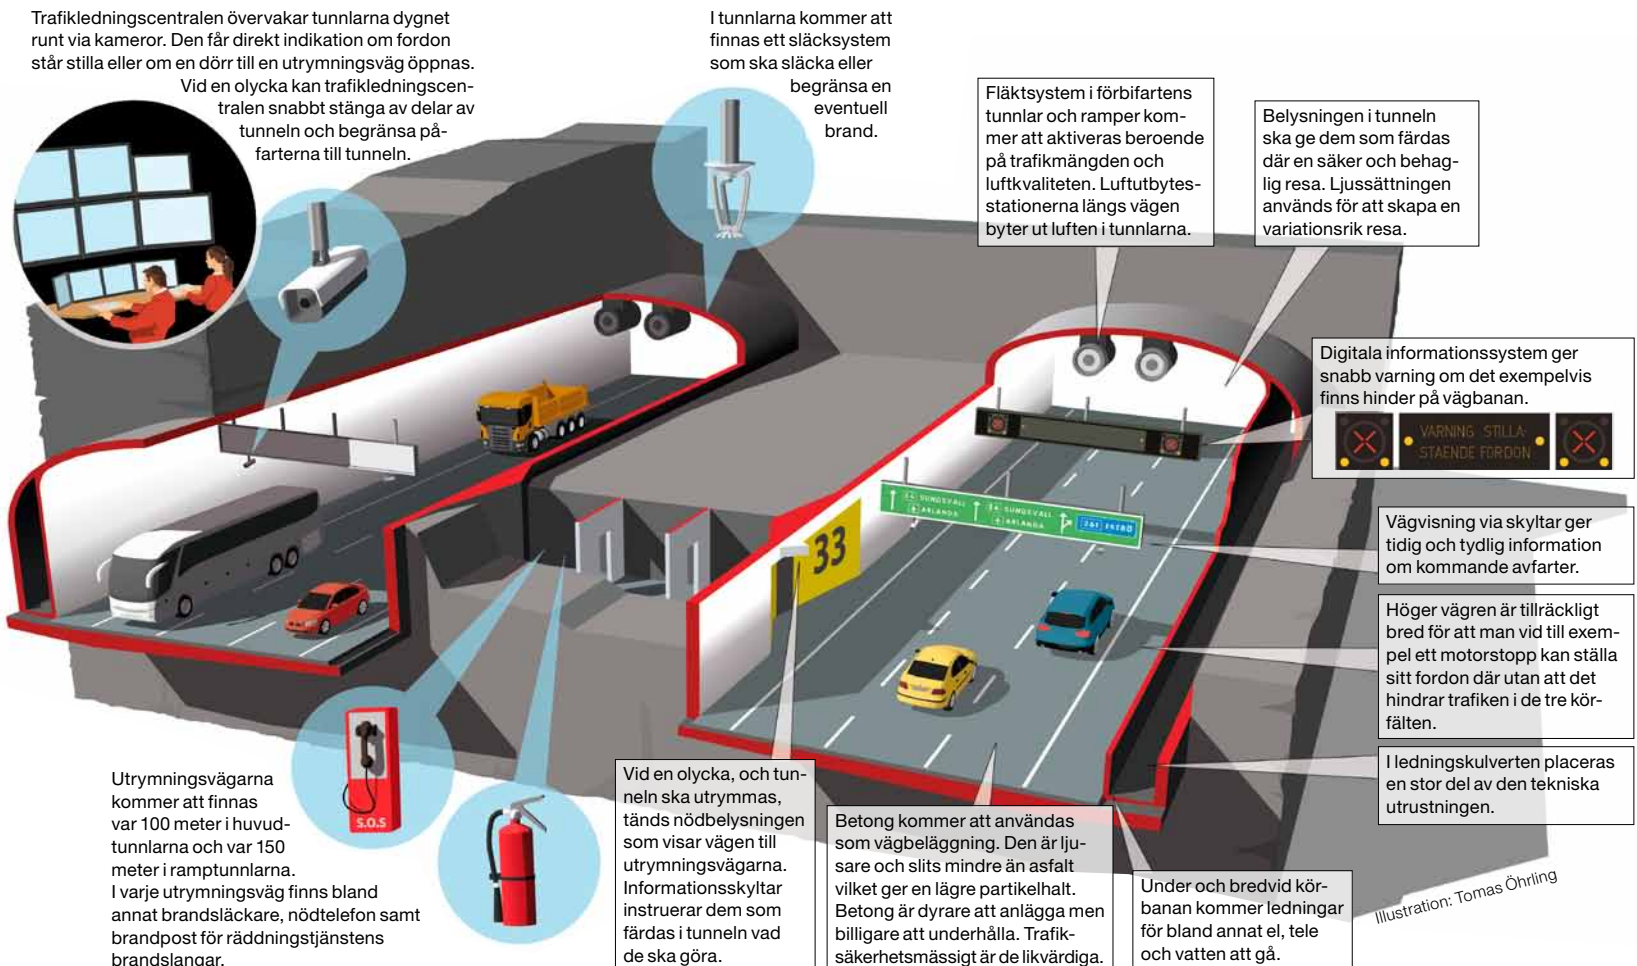 Trafikledningscentralen övervakar tunnlarna dygnet
runt via kameror. Den får direkt indikation om fordon
står stilla eller om en dörr till en utrymningsväg öppnas.
Vid en olycka kan trafikledningscen-
tralen snabbt stänga av delar av
tunneln och begränsa på-
farterna till tunneln.
I tunnlarna kommer att
finnas ett släcksystem
som ska släcka eller
begränsa en
eventuell
brand.
Fläktsystem i förbifartens
tunnlar och ramper kom-
mer att aktiveras beroende
på trafikmängden och
luftkvaliteten. Luftutbytes-
stationerna längs vägen
byter ut luften i tunnlarna.
Belysningen i tunneln
ska ge dem som färdas
där en säker och behag-
lig resa. Ljussättningen
används för att skapa en
variationsrik resa.
Digitala informationssystem ger
snabb varning om det exempelvis
finns hinder på vägbanan.
VARNING STILLA-
STAENDE FORDON
E4 SUNDSVALL
ARLANDA
E4 SUNDSVALL
ARLANDA
261 EKERÖ
33
Vägvisning via skyltar ger
tidig och tydlig information
om kommande avfarter.
Höger vägren är tillräckligt
bred för att man vid till exem-
pel ett motorstopp kan ställa
sitt fordon där utan att det
hindrar trafiken i de tre kör-
fälten.
I ledningskulverten placeras
en stor del av den tekniska
utrustningen.
S.O.S
Utrymningsvägarna
kommer att finnas
var 100 meter i huvud-
tunnlarna och var 150
meter i ramptunnlarna.
I varje utrymningsväg finns bland
annat brandsläckare, nödtelefon samt
brandpost för räddningstjänstens
brandslangar.
Vid en olycka, och tun-
neln ska utrymmas,
tänds nödbelysningen
som visar vägen till
utrymningsvägarna.
Informationsskyltar
instruerar dem som
färdas i tunneln vad
de ska göra.
Betong kommer att användas
som vägbeläggning. Den är lju-
sare och slits mindre än asfalt
vilket ger en lägre partikelhalt.
Betong är dyrare att anlägga men
billigare att underhålla. Trafik-
säkerhetsmässigt är de likvärdiga.
Under och bredvid kör-
banan kommer ledningar
för bland annat el, tele
och vatten att gå.
Illustration: Tomas Öhrling